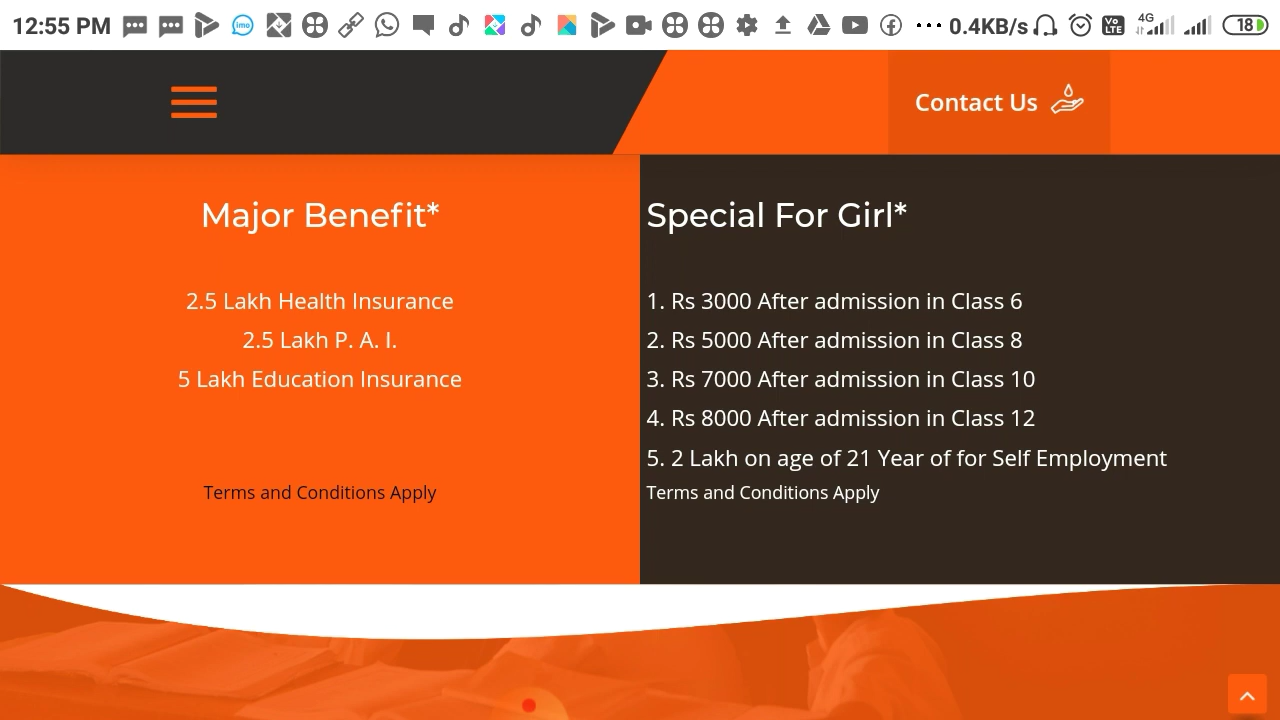 12:55 PM
imo
0.4KB/s
Vo LTE
4G
18
Contact Us
Major Benefit*
2.5 Lakh Health Insurance
2.5 Lakh P. A. I.
5 Lakh Education Insurance
Terms and Conditions Apply
Special For Girl*
1. Rs 3000 After admission in Class 6
2. Rs 5000 After admission in Class 8
3. Rs 7000 After admission in Class 10
4. Rs 8000 After admission in Class 12
5. 2 Lakh on age of 21 Year of for Self Employment
Terms and Conditions Apply